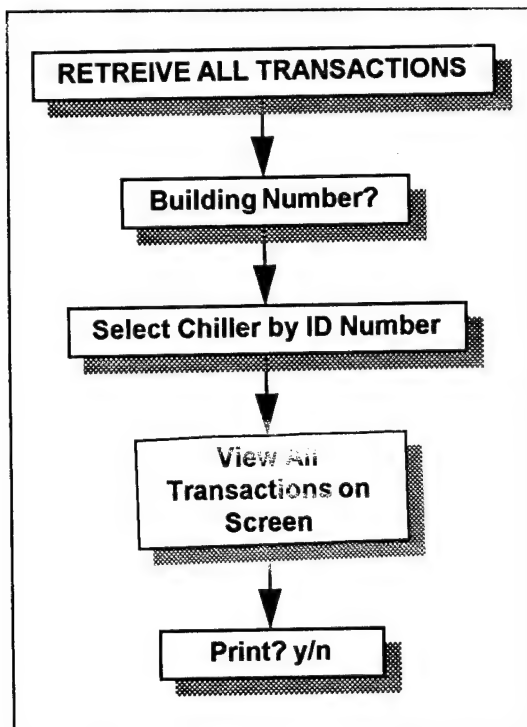 RETREIVE ALL TRANSACTIONS
Building Number?
Select Chiller by ID Number
View All
Transactions on
Screen
Print? y/n